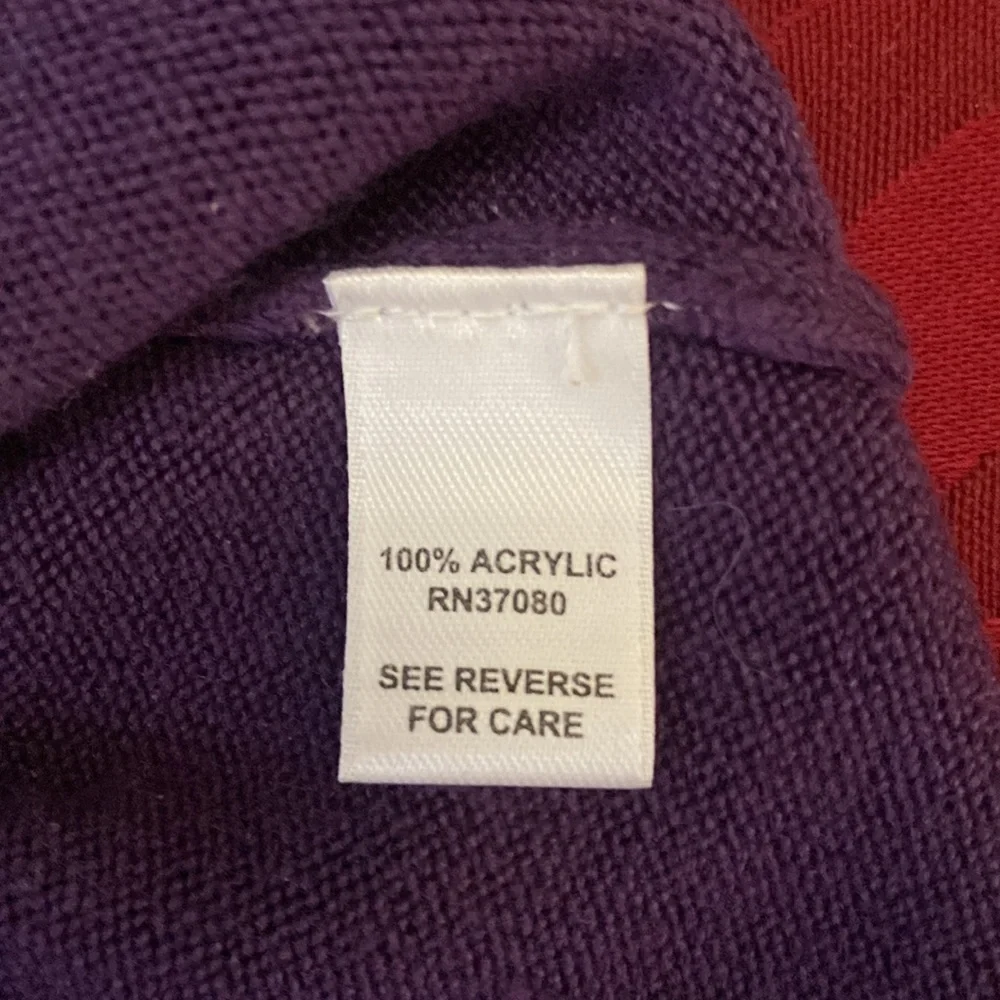 100% ACRYLIC
RN37080
SEE REVERSE
FOR CARE